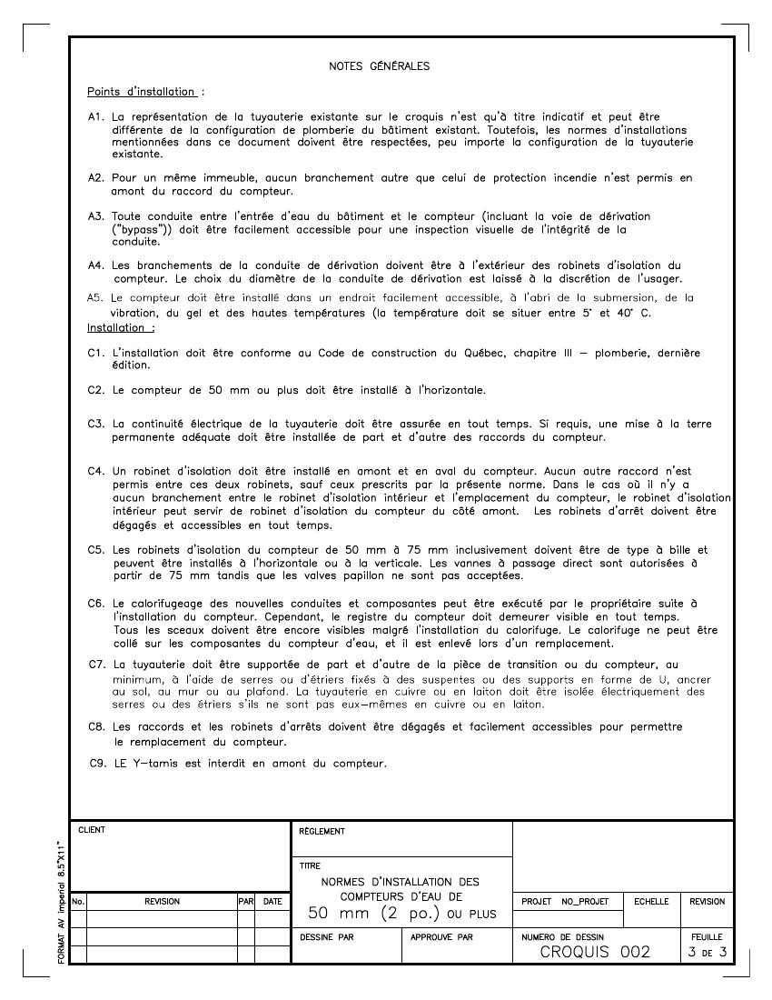 NOTES GÉNÉRALES
Points d'installation :
A1. La représentation de la tuyauterie existante sur le croquis n'est qu'à titre indicatif et peut être
différente de la configuration de plomberie du bâtiment existant. Toutefois, les normes d'installations
mentionnées dans ce document doivent être respectées, peu importe la configuration de la tuyauterie
existante.
A2. Pour un même immeuble, aucun branchement autre que celui de protection incendie n'est permis en
amont du raccord du compteur.
A3. Toute conduite entre l'entrée d'eau du bâtiment et le compteur (incluant la voie de dérivation
("bypass")) doit être facilement accessible pour une inspection visuelle de l'intégrité de la
conduite.
A4. Les branchements de la conduite de dérivation doivent être à l'extérieur des robinets d'isolation du
compteur. Le choix du diamètre de la conduite de dérivation est laissé à la discrétion de l'usager.
A5. Le compteur doit être installé dans un endroit facilement accessible, à l'abri de la submersion, de la
vibration, du gel et des hautes températures (la température doit se situer entre 5° et 40° C.
Installation :
C1. L'installation doit être conforme au Code de construction du Québec, chapitre III – plomberie, dernière
édition.
C2. Le compteur de 50 mm ou plus doit être installé à l'horizontale.
C3. La continuité électrique de la tuyauterie doit être assurée en tout temps. Si requis, une mise à la terre
permanente adéquate doit être installée de part et d'autre des raccords du compteur.
C4. Un robinet d'isolation doit être installé en amont et en aval du compteur. Aucun autre raccord n'est
permis entre ces deux robinets, sauf ceux prescrits par la présente norme. Dans le cas où il n'y a
aucun branchement entre le robinet d'isolation intérieur et l'emplacement du compteur, le robinet d'isolation
intérieur peut servir de robinet d'isolation du compteur du côté amont. Les robinets d'arrêt doivent être
dégagés et accessibles en tout temps.
C5. Les robinets d'isolation du compteur de 50 mm à 75 mm inclusivement doivent être de type à bille et
peuvent être installés à l'horizontale ou à la verticale. Les vannes à passage direct sont autorisées à
partir de 75 mm tandis que les valves papillon ne sont pas acceptées.
C6. Le calorifugeage des nouvelles conduites et composantes peut être exécuté par le propriétaire suite à
l'installation du compteur. Cependant, le registre du compteur doit demeurer visible en tout temps.
Tous les sceaux doivent être encore visibles malgré l'installation du calorifuge. Le calorifuge ne peut être
collé sur les composantes du compteur d'eau, et il est enlevé lors d'un remplacement.
C7. La tuyauterie doit être supportée de part et d'autre de la pièce de transition ou du compteur, au
minimum, à l'aide de serres ou d'étriers fixés à des suspentes ou des supports en forme de U, ancrer
au sol, au mur ou au plafond. La tuyauterie en cuivre ou en laiton doit être isolée électriquement des
serres ou des étriers s'ils ne sont pas eux–mêmes en cuivre ou en laiton.
C8. Les raccords et les robinets d'arrêts doivent être dégagés et facilement accessibles pour permettre
le remplacement du compteur.
C9. LE Y–tamis est interdit en amont du compteur.
FORMAT AV imperial 8.5"X11"
CLIENT
No. REVISION PAR DATE
RÈGLEMENT
TITRE
NORMES D'INSTALLATION DES
COMPTEURS D'EAU DE
50 mm (2 po.) OU PLUS
DESSINE PAR APPROUVE PAR
PROJET NO_PROJET ECHELLE REVISION
NUMERO DE DESSIN FEUILLE
CROQUIS 002 3 DE 3